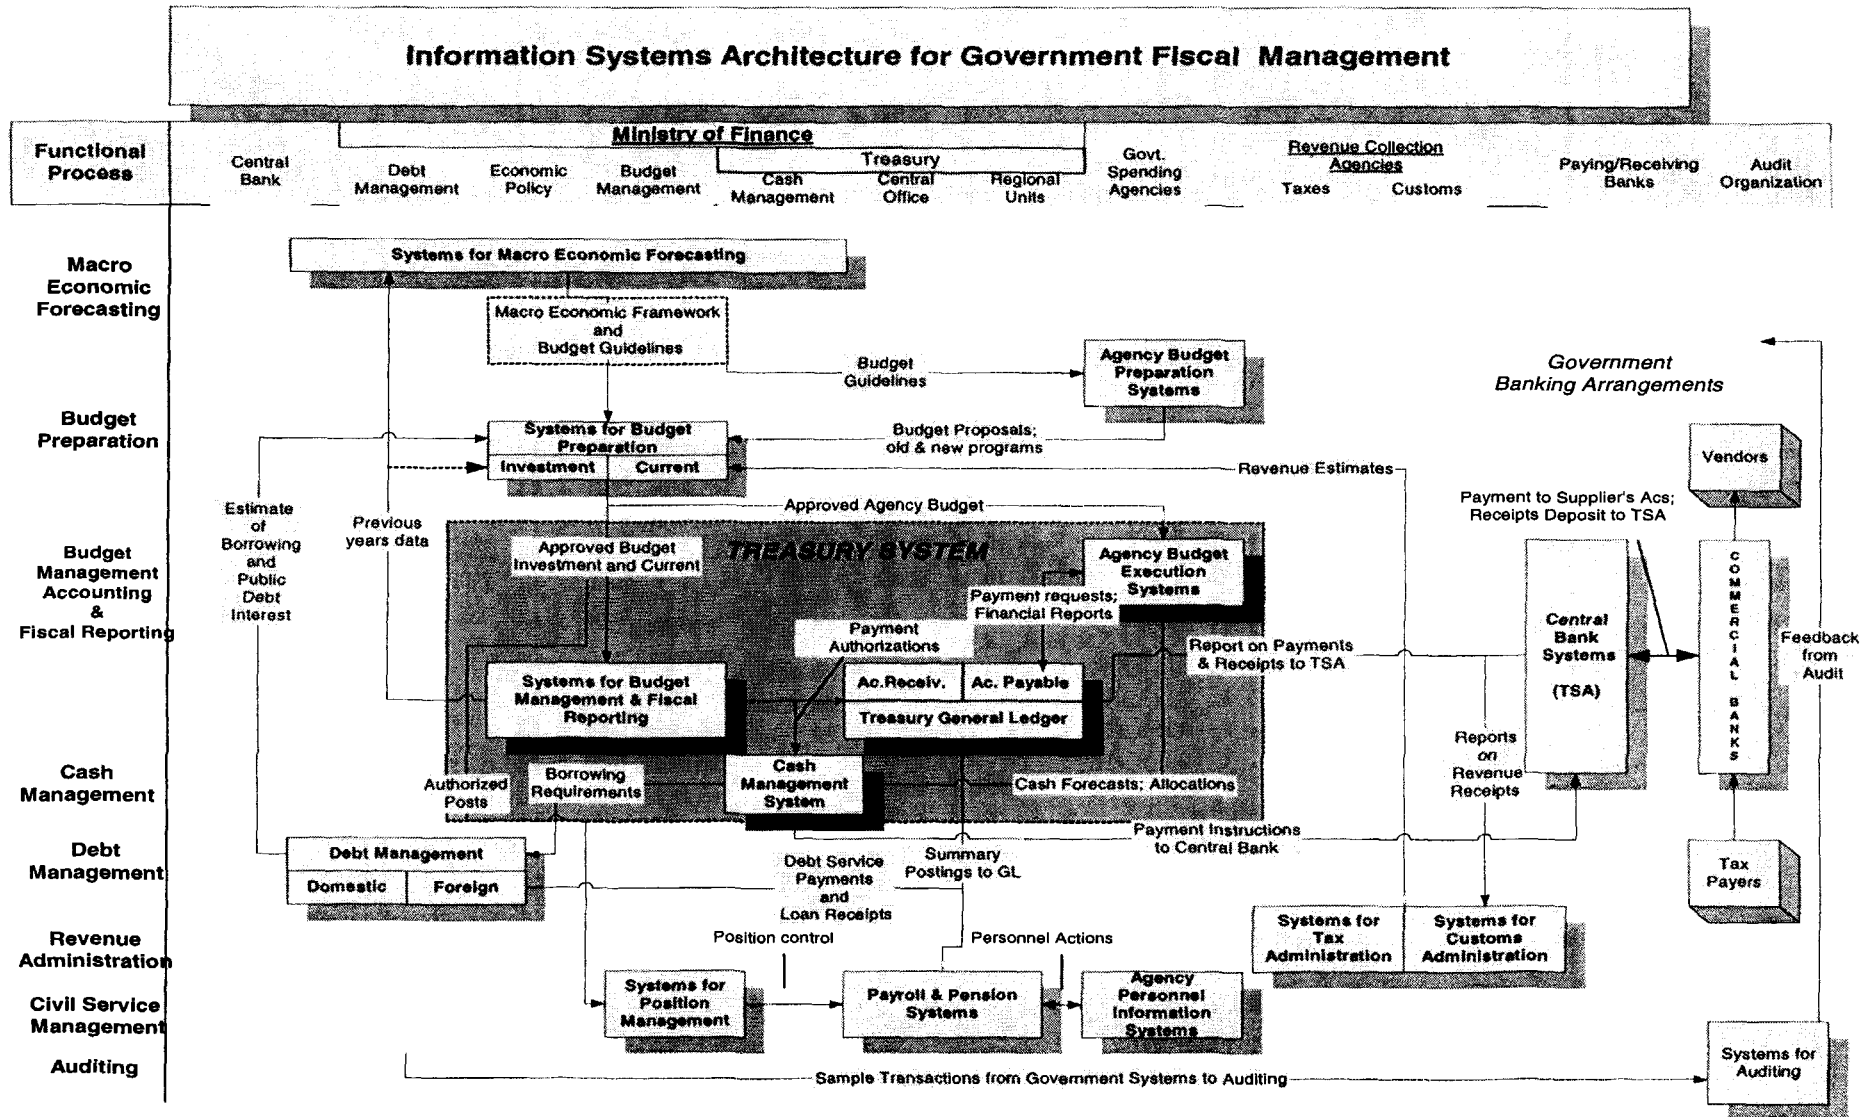 Information Systems Architecture for Government Fiscal Management
Functional
Process
Central
Bank
Ministry of Finance
Debt
Management
Economic
Policy
Budget
Management
Treasury
Cash
Management
Central
Office
Regional
Units
Govt.
Spending
Agencies
Revenue Collection
Agencies
Taxes
Customs
Paying/Receiving
Banks
Audit
Organization
Macro
Economic
Forecasting
Systems for Macro Economic Forecasting
Macro Economic Framework
and
Budget Guidelines
Budget
Guidelines
Agency Budget
Preparation
Systems
Government
Banking Arrangements
Budget
Preparation
Systems for Budget
Preparation
Investment
Current
Budget Proposals;
old & new programs
Revenue Estimates
Vendors
Payment to Supplier's Acs;
Receipts Deposit to TSA
Estimate
of
Borrowing
and
Public
Debt
Interest
Previous
years data
Approved Agency Budget
Budget
Management
Accounting
&
Fiscal Reporting
Approved Budget
Investment and Current
TREASURY SYSTEM
Agency Budget
Execution
Systems
Payment requests;
Financial Reports
Payment
Authorizations
Report on Payments
& Receipts to TSA
Central
Bank
Systems
(TSA)
COMMERCIAL BANKS
Feedback
from
Audit
Systems for Budget
Management & Fiscal
Reporting
Ac.Receiv.
Ac. Payable
Treasury General Ledger
Reports
on
Revenue
Receipts
Cash
Management
Authorized
Posts
Borrowing
Requirements
Cash
Management
System
Cash Forecasts; Allocations
Payment Instructions
to Central Bank
Debt
Management
Debt Management
Domestic
Foreign
Debt Service
Payments
and
Loan Receipts
Summary
Postings to GL
Tax
Payers
Revenue
Administration
Position control
Personnel Actions
Systems for
Tax
Administration
Systems for
Customs
Administration
Civil Service
Management
Systems for
Position
Management
Payroll & Pension
Systems
Agency
Personnel
Information
Systems
Auditing
Sample Transactions from Government Systems to Auditing
Systems for
Auditing